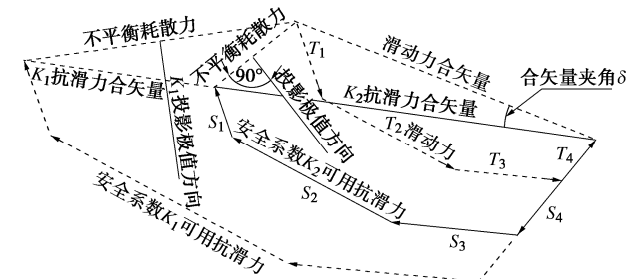 不平衡耗散力
不平衡耗散力
90°
T₁
滑动力合矢量
合矢量夹角δ
K₁抗滑力合矢量
K₁投影极值方向
投影极值方向
K₂抗滑力合矢量
S₁
T₂滑动力
T₃
T₄
安全系数K₂可用抗滑力
S₂
S₃
S₄
安全系数K₁可用抗滑力